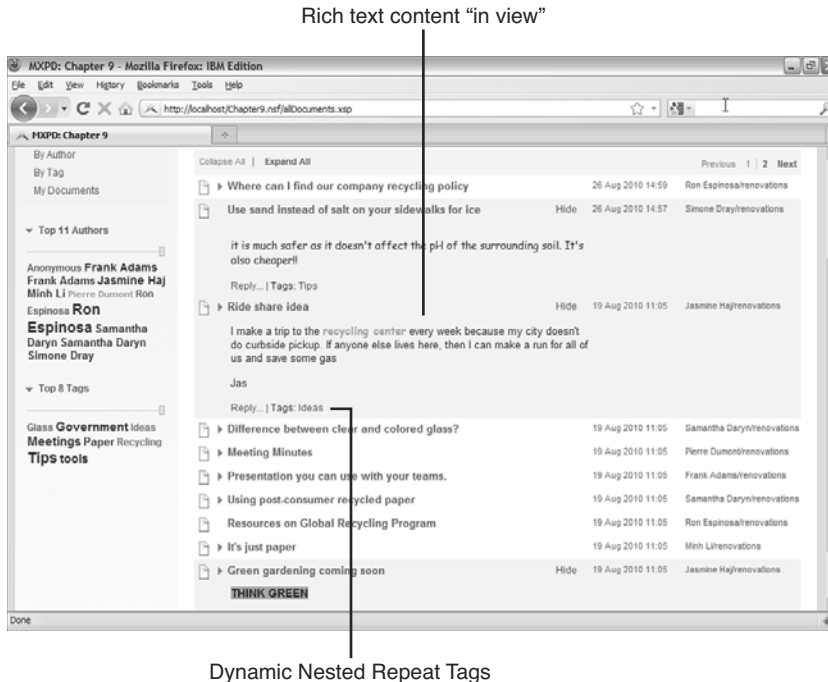 Rich text content “in view”
MXPD: Chapter 9 - Mozilla Firefox: IBM Edition
File Edit View History Bookmarks Tools Help
http://localhost/Chapter9.nsf/allDocuments.xsp
MXPD: Chapter 9
By Author
By Tag
My Documents
Top 11 Authors
Anonymous Frank Adams
Frank Adams Jasmine Haj
Minh Li Pierre Dumont Ron
Espinosa Ron
Espinosa Samantha
Daryn Samantha Daryn
Simone Dray
Top 8 Tags
Glass Government Ideas
Meetings Paper Recycling
Tips tools
Collapse All | Expand All
Previous 1 | 2 Next
Where can I find our company recycling policy 26 Aug 2010 14:59 Ron Espinosa/renovations
Use sand instead of salt on your sidewalks for ice Hide 26 Aug 2010 14:57 Simone Dray/renovations
it is much safer as it doesn't affect the pH of the surrounding soil. It's
also cheaper!!
Reply... | Tags: Tips
Ride share idea Hide 19 Aug 2010 11:05 Jasmine Haj/renovations
I make a trip to the recycling center every week because my city doesn't
do curbside pickup. If anyone else lives here, then I can make a run for all of
us and save some gas
Jas
Reply... | Tags: Ideas
Difference between clear and colored glass? 19 Aug 2010 11:05 Samantha Daryn/renovations
Meeting Minutes 19 Aug 2010 11:05 Pierre Dumont/renovations
Presentation you can use with your teams. 19 Aug 2010 11:05 Frank Adams/renovations
Using post-consumer recycled paper 19 Aug 2010 11:05 Samantha Daryn/renovations
Resources on Global Recycling Program 19 Aug 2010 11:05 Ron Espinosa/renovations
It's just paper 19 Aug 2010 11:05 Minh Li/renovations
Green gardening coming soon Hide 19 Aug 2010 11:05 Jasmine Haj/renovations
THINK GREEN
Done
Dynamic Nested Repeat Tags